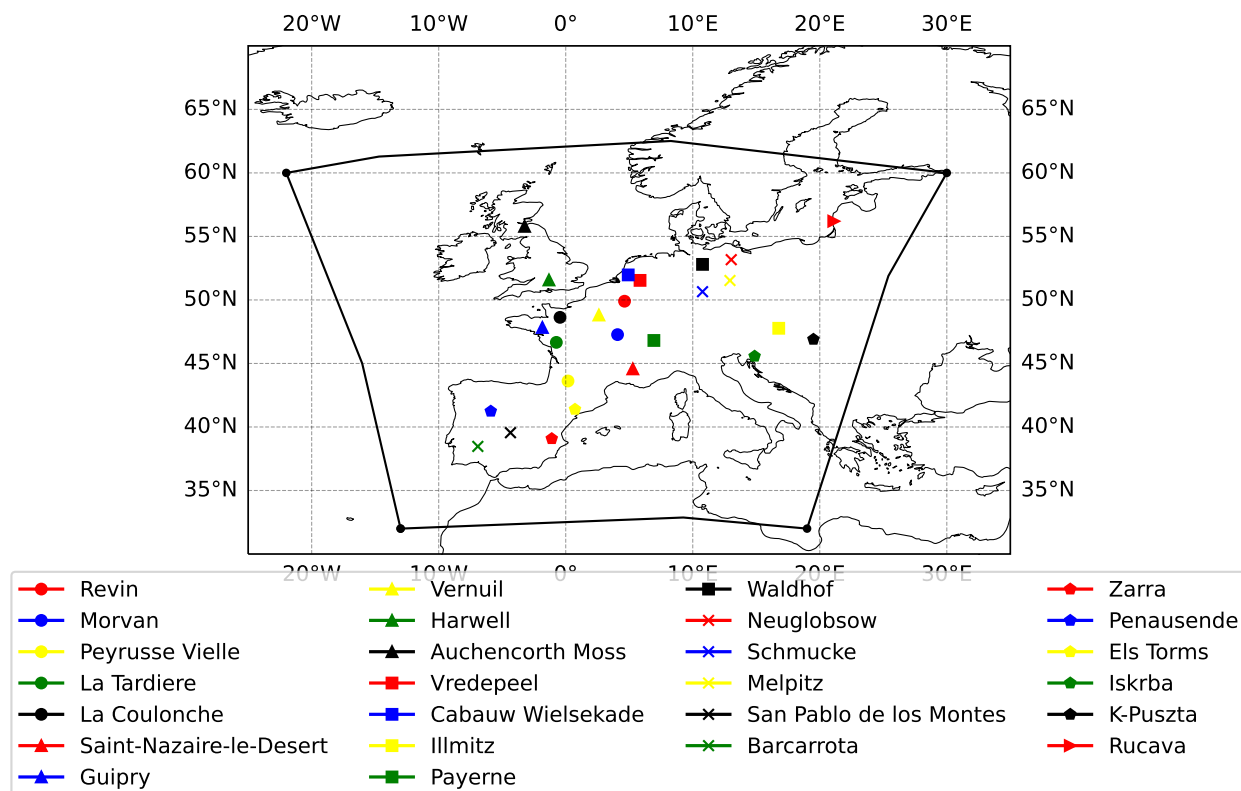 20°W 10°W 0° 10°E 20°E 30°E
65°N 65°N
60°N 60°N
55°N 55°N
50°N 50°N
45°N 45°N
40°N 40°N
35°N 35°N
20°W 10°W 0° 10°E 20°E 30°E
Revin Vernuil Waldhof Zarra
Morvan Harwell Neuglobsow Penausende
Peyrusse Vielle Auchencorth Moss Schmucke Els Torms
La Tardiere Vredepeel Melpitz Iskrba
La Coulonche Cabauw Wielsekade San Pablo de los Montes K-Puszta
Saint-Nazaire-le-Desert Illmitz Barcarrota Rucava
Guipry Payerne